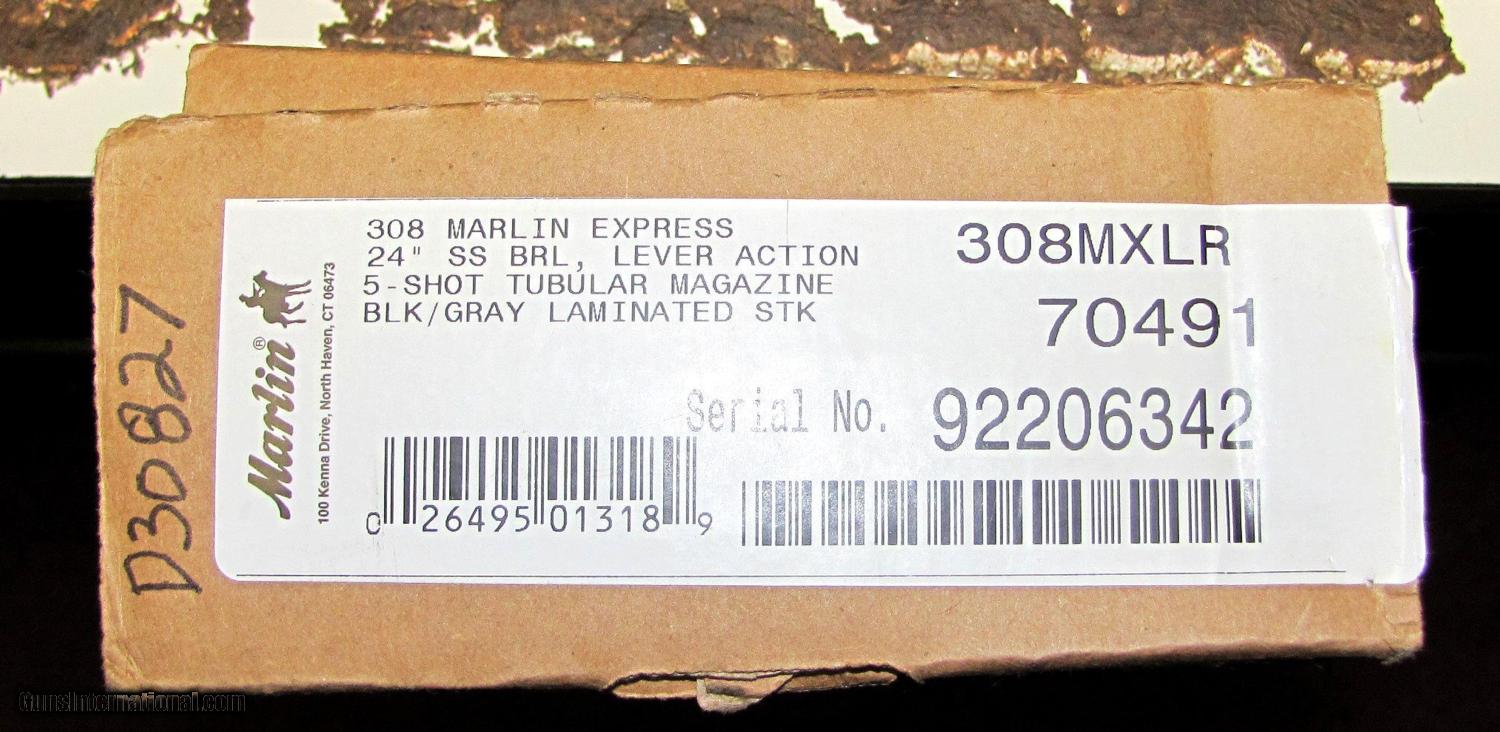 308 MARLIN EXPRESS
24" SS BRL, LEVER ACTION
5-SHOT TUBULAR MAGAZINE
BLK/GRAY LAMINATED STK
308MXLR
70491
Serial No. 92206342
0 26495 01318 9
Marlin®
100 Kenna Drive, North Haven, CT 06473
D30827
GunsInternational.com